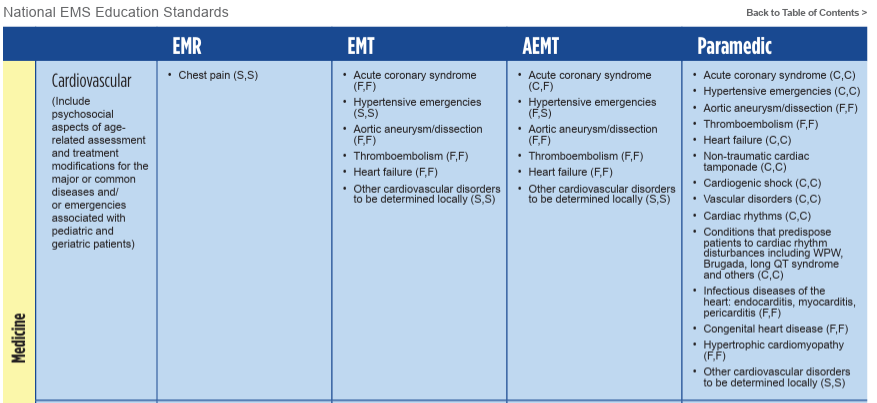 National EMS Education Standards
Back to Table of Contents >
EMR
EMT
AEMT
Paramedic
Medicine
Cardiovascular
(Include
psychosocial
aspects of age-
related assessment
and treatment
modifications for the
major or common
diseases and/
or emergencies
associated with
pediatric and
geriatric patients)
• Chest pain (S,S)
• Acute coronary syndrome
(F,F)
• Hypertensive emergencies
(S,S)
• Aortic aneurysm/dissection
(F,F)
• Thromboembolism (F,F)
• Heart failure (F,F)
• Other cardiovascular disorders
to be determined locally (S,S)
• Acute coronary syndrome
(C,F)
• Hypertensive emergencies
(F,S)
• Aortic aneurysm/dissection
(F,F)
• Thromboembolism (F,F)
• Heart failure (F,F)
• Other cardiovascular disorders
to be determined locally (S,S)
• Acute coronary syndrome (C,C)
• Hypertensive emergencies (C,C)
• Aortic aneurysm/dissection (F,F)
• Thromboembolism (F,F)
• Heart failure (C,C)
• Non-traumatic cardiac
tamponade (C,C)
• Cardiogenic shock (C,C)
• Vascular disorders (C,C)
• Cardiac rhythms (C,C)
• Conditions that predispose
patients to cardiac rhythm
disturbances including WPW,
Brugada, long QT syndrome
and others (C,C)
• Infectious diseases of the
heart: endocarditis, myocarditis,
pericarditis (F,F)
• Congenital heart disease (F,F)
• Hypertrophic cardiomyopathy
(F,F)
• Other cardiovascular disorders
to be determined locally (S,S)